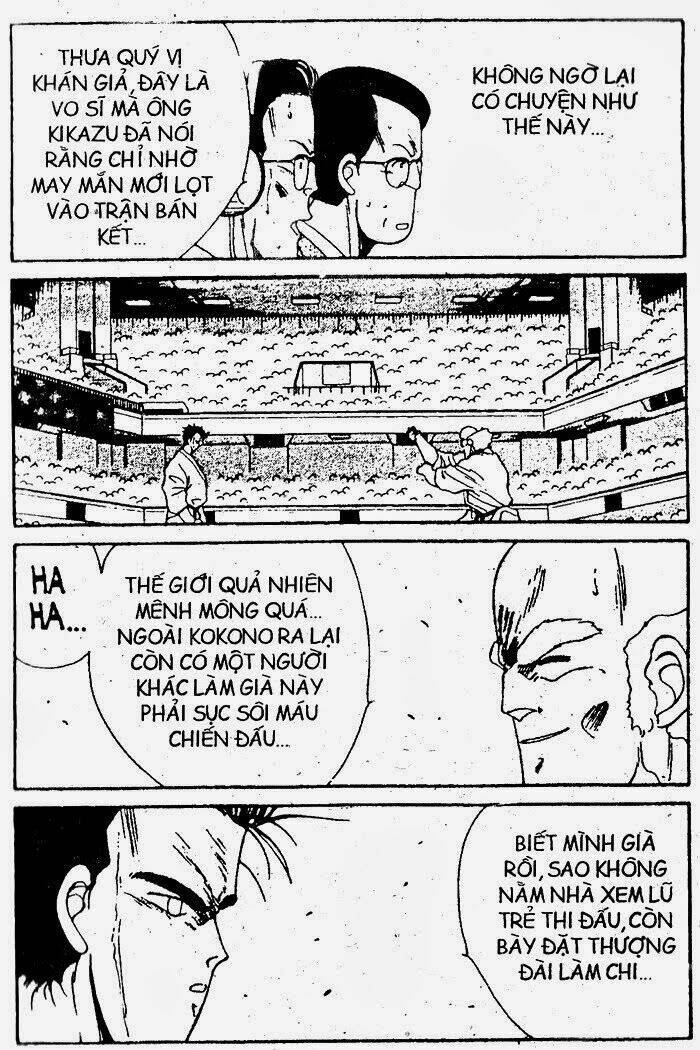 THƯA QUÝ VỊ
KHÁN GIẢ, ĐÂY LÀ
VO SĨ MÀ ÔNG
KIKAZU ĐÃ NÓI
RẰNG CHỈ NHỜ
MAY MẮN MỚI LỌT
VÀO TRẬN BÁN
KẾT...
KHÔNG NGỜ LẠI
CÓ CHUYỆN NHƯ
THẾ NÀY...
HA
HA...
THẾ GIỚI QUẢ NHIÊN
MÊNH MÔNG QUÁ...
NGOÀI KOKONO RA LẠI
CÒN CÓ MỘT NGƯỜI
KHÁC LÀM GIÀ NÀY
PHẢI SỤC SÔI MÁU
CHIẾN ĐẤU...
BIẾT MÌNH GIÀ
RỒI, SAO KHÔNG
NẰM NHÀ XEM LŨ
TRẺ THI ĐẤU, CÒN
BÀY ĐẶT THƯỢNG
ĐÀI LÀM CHI...